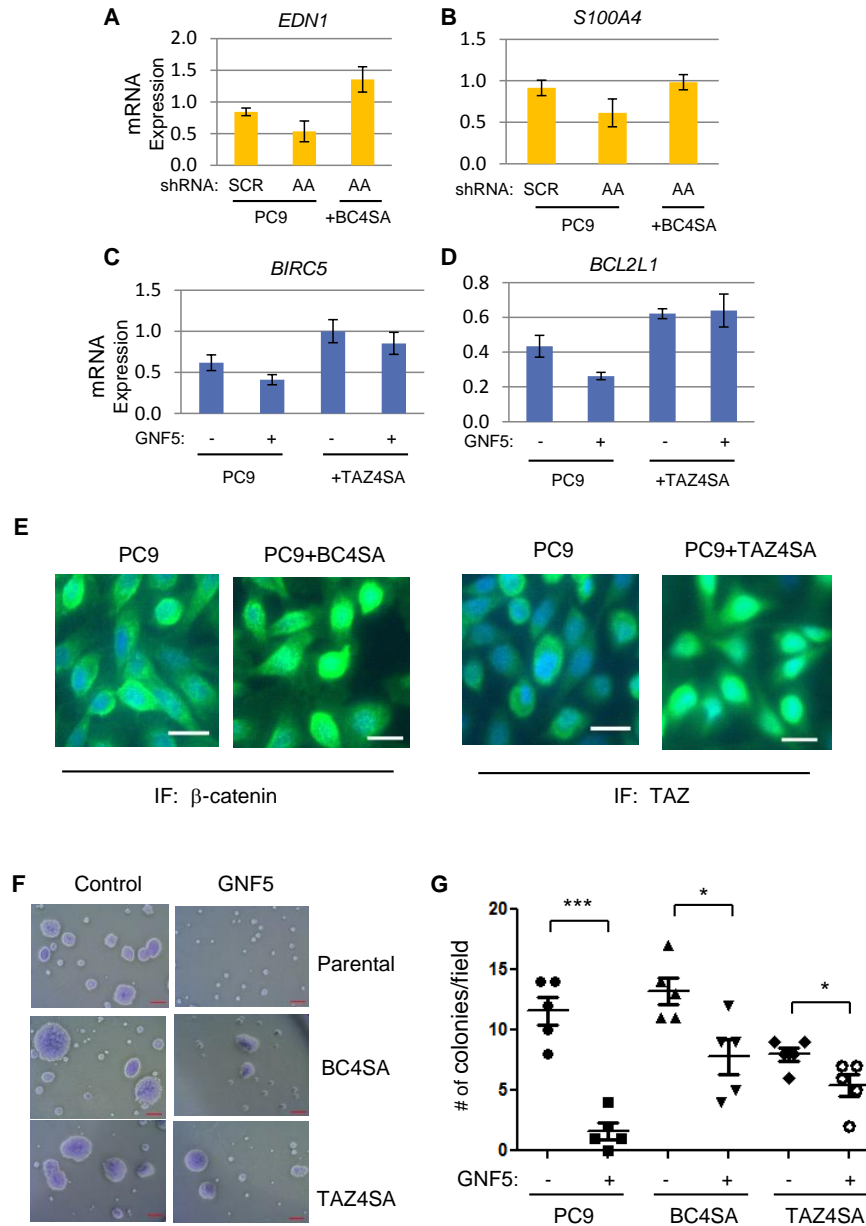 A
EDN1
mRNA
Expression
2.0
1.5
1.0
0.5
0.0
shRNA: SCR AA AA
PC9 +BC4SA
B
S100A4
1.5
1.0
0.5
0.0
shRNA: SCR AA AA
PC9 +BC4SA
C
BIRC5
mRNA
Expression
1.5
1.0
0.5
0.0
GNF5: - + - +
PC9 +TAZ4SA
D
BCL2L1
0.8
0.6
0.4
0.2
0.0
GNF5: - + - +
PC9 +TAZ4SA
E
PC9 PC9+BC4SA
IF: β-catenin
PC9 PC9+TAZ4SA
IF: TAZ
F
Control GNF5
Parental
BC4SA
TAZ4SA
G
# of colonies/field
20
15
10
5
0
*** * *
GNF5: - + - + - +
PC9 BC4SA TAZ4SA